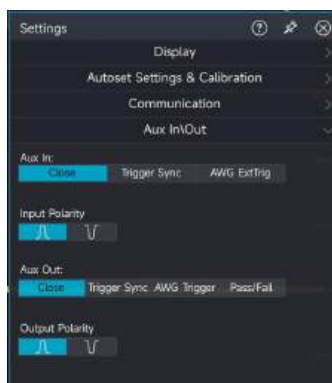 Settings
Display
Autoset Settings & Calibration
Communication
Aux In\Out
Aux In:
Close Trigger Sync AWG ExtTrig
Input Polarity
Aux Out:
Close Trigger Sync AWG Trigger Pass/Fail
Output Polarity